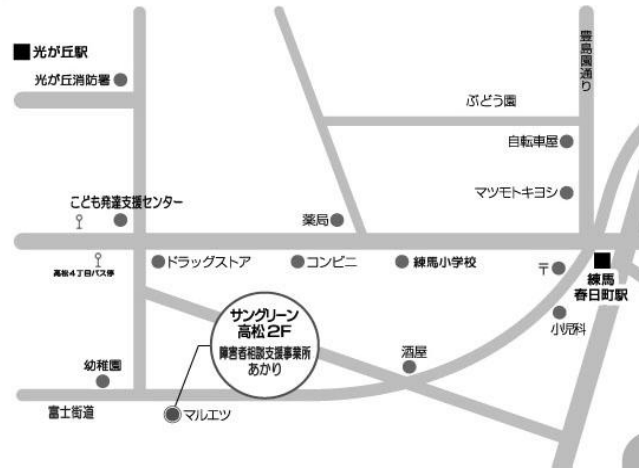 光が丘駅
光が丘消防署
豊島園通り
ぶどう園
自転車屋
マツモトキヨシ
こども発達支援センター
薬局
高松4丁目バス停
ドラッグストア
コンビニ
練馬小学校
〒
練馬
春日町駅
小児科
サングリーン
高松2F
障害者相談支援事業所
あかり
幼稚園
酒屋
富士街道
マルエツ